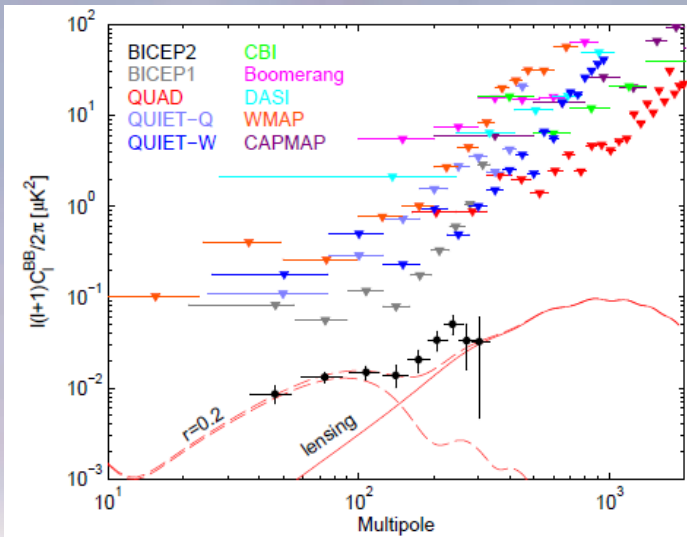 10²
10¹
10⁰
10⁻¹
10⁻²
10⁻³
l(l+1)C_l^BB/2π [μK²]
BICEP2
BICEP1
QUAD
QUIET−Q
QUIET−W
CBI
Boomerang
DASI
WMAP
CAPMAP
r=0.2
lensing
10¹
10²
10³
Multipole